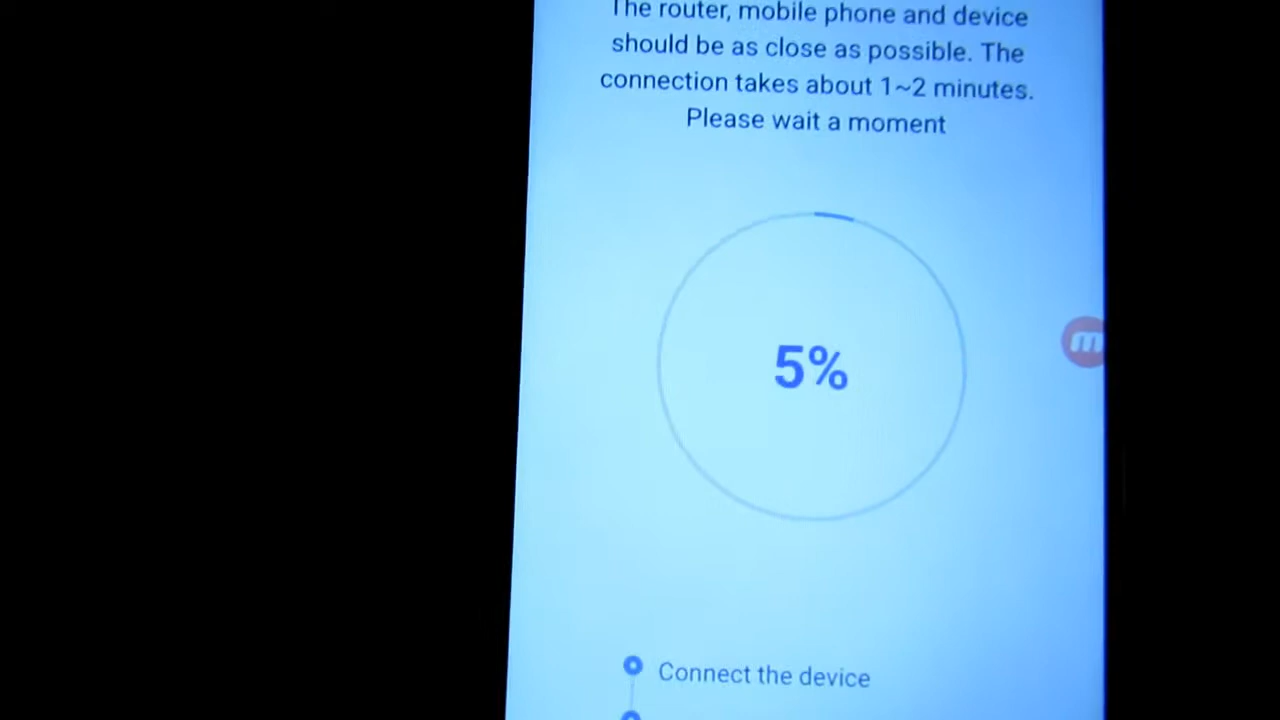 The router, mobile phone and device
should be as close as possible. The
connection takes about 1~2 minutes.
Please wait a moment
5%
Connect the device